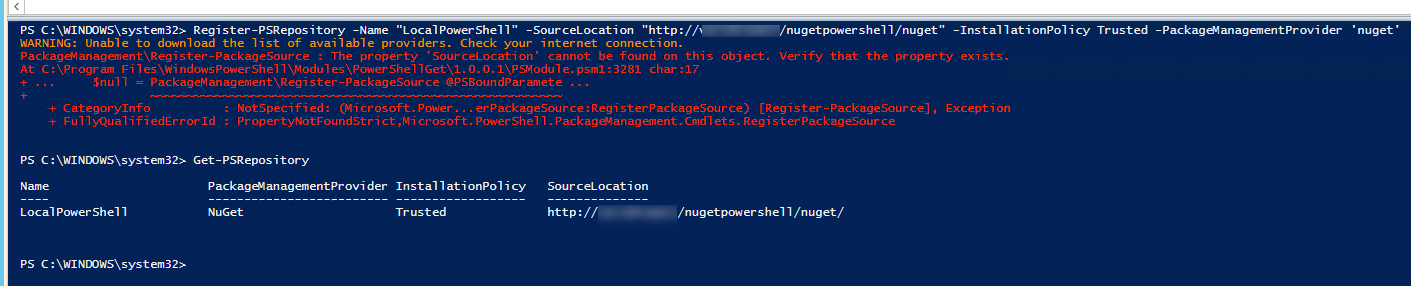 PS C:\WINDOWS\system32> Register-PSRepository -Name "LocalPowerShell" -SourceLocation "http:// /nugetpowershell/nuget" -InstallationPolicy Trusted -PackageManagementProvider 'nuget'
WARNING: Unable to download the list of available providers. Check your internet connection.
PackageManagement\Register-PackageSource : The property 'SourceLocation' cannot be found on this object. Verify that the property exists.
At C:\Program Files\WindowsPowerShell\Modules\PowerShellGet\1.0.0.1\PSModule.psm1:3281 char:17
+ ...     $null = PackageManagement\Register-PackageSource @PSBoundParamete ...
+                 ~~~~~~~~~~~~~~~~~~~~~~~~~~~~~~~~~~~~~~~~~~~~~~~~~~~~~~~~~
    + CategoryInfo          : NotSpecified: (Microsoft.Power...erPackageSource:RegisterPackageSource) [Register-PackageSource], Exception
    + FullyQualifiedErrorId : PropertyNotFoundStrict,Microsoft.PowerShell.PackageManagement.Cmdlets.RegisterPackageSource
PS C:\WINDOWS\system32> Get-PSRepository
Name                      PackageManagementProvider InstallationPolicy   SourceLocation
----                      ------------------------- ------------------   --------------
LocalPowerShell           NuGet                     Trusted              http:// /nugetpowershell/nuget/
PS C:\WINDOWS\system32>